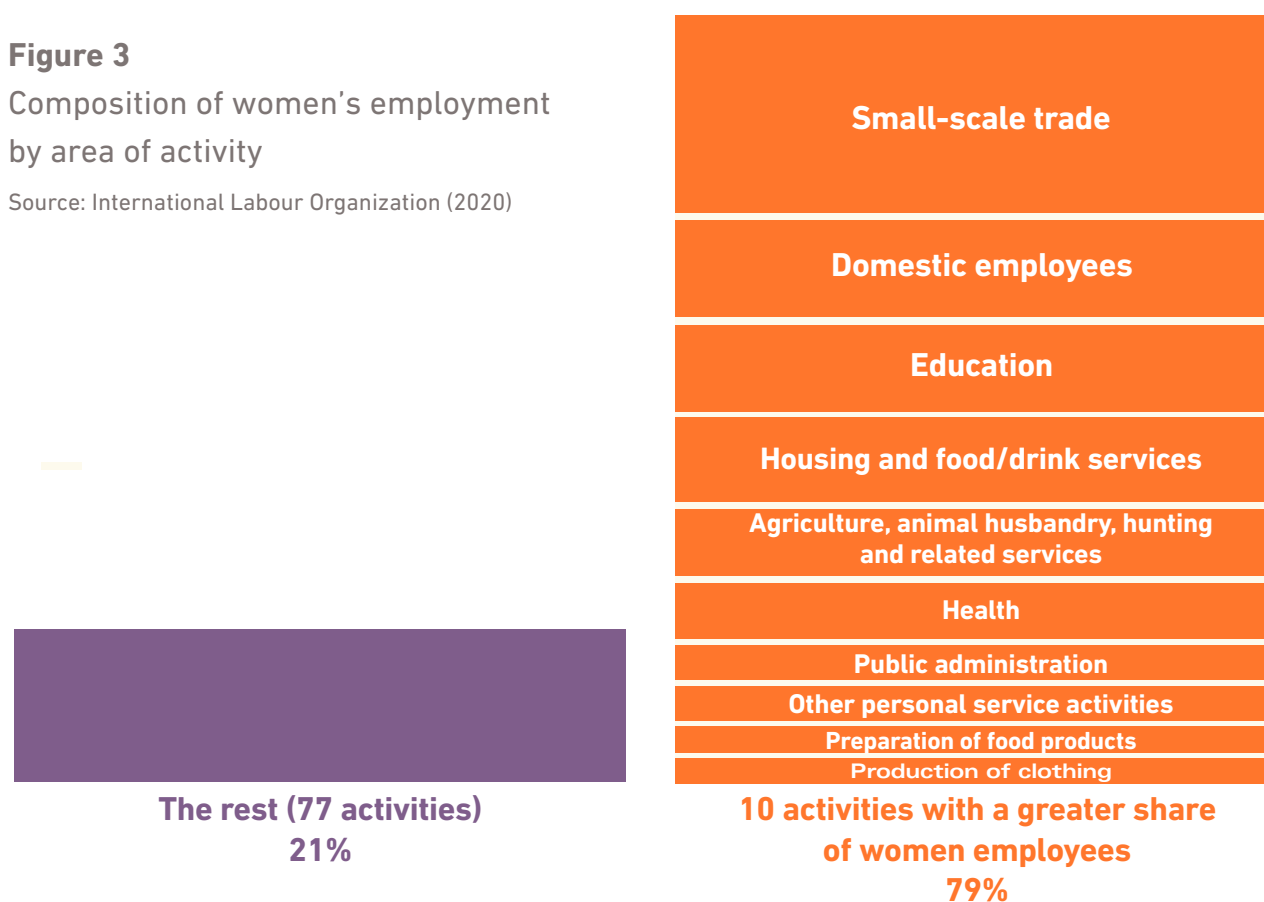 Figure 3
Composition of women's employment
by area of activity
Source: International Labour Organization (2020)
Small-scale trade
Domestic employees
Education
Housing and food/drink services
Agriculture, animal husbandry, hunting
and related services
Health
Public administration
Other personal service activities
Preparation of food products
Production of clothing
The rest (77 activities)
21%
10 activities with a greater share
of women employees
79%